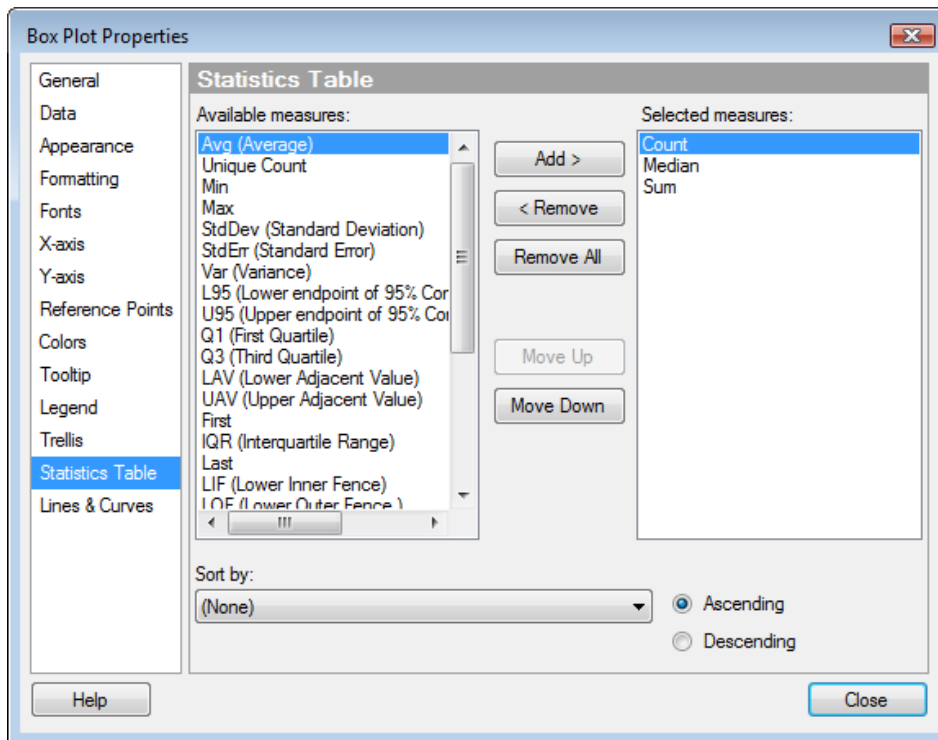 Box Plot Properties
General
Data
Appearance
Formatting
Fonts
X-axis
Y-axis
Reference Points
Colors
Tooltip
Legend
Trellis
Statistics Table
Lines & Curves
Statistics Table
Available measures:
Avg (Average)
Unique Count
Min
Max
StdDev (Standard Deviation)
StdErr (Standard Error)
Var (Variance)
L95 (Lower endpoint of 95% Cor
U95 (Upper endpoint of 95% Cor
Q1 (First Quartile)
Q3 (Third Quartile)
LAV (Lower Adjacent Value)
UAV (Upper Adjacent Value)
First
IQR (Interquartile Range)
Last
LIF (Lower Inner Fence)
LOF (Lower Outer Fence )
Add >
< Remove
Remove All
Move Up
Move Down
Selected measures:
Count
Median
Sum
Sort by:
(None)
Ascending
Descending
Help
Close